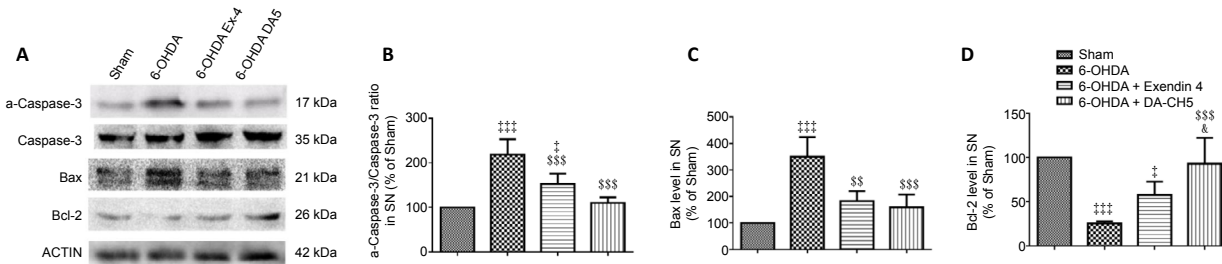 A
Sham
6-OHDA
6-OHDA Ex-4
6-OHDA DA5
a-Caspase-3
17 kDa
Caspase-3
35 kDa
Bax
21 kDa
Bcl-2
26 kDa
ACTIN
42 kDa
B
a-Caspase-3/Caspase-3 ratio
in SN (% of Sham)
300
200
100
0
‡‡‡
‡
$$$
$$$
C
Bax level in SN
(% of Sham)
500
400
300
200
100
0
‡‡‡
$$
$$$
D
Sham
6-OHDA
6-OHDA + Exendin 4
6-OHDA + DA-CH5
Bcl-2 level in SN
(% of Sham)
150
100
50
0
‡‡‡
‡
$$$
&